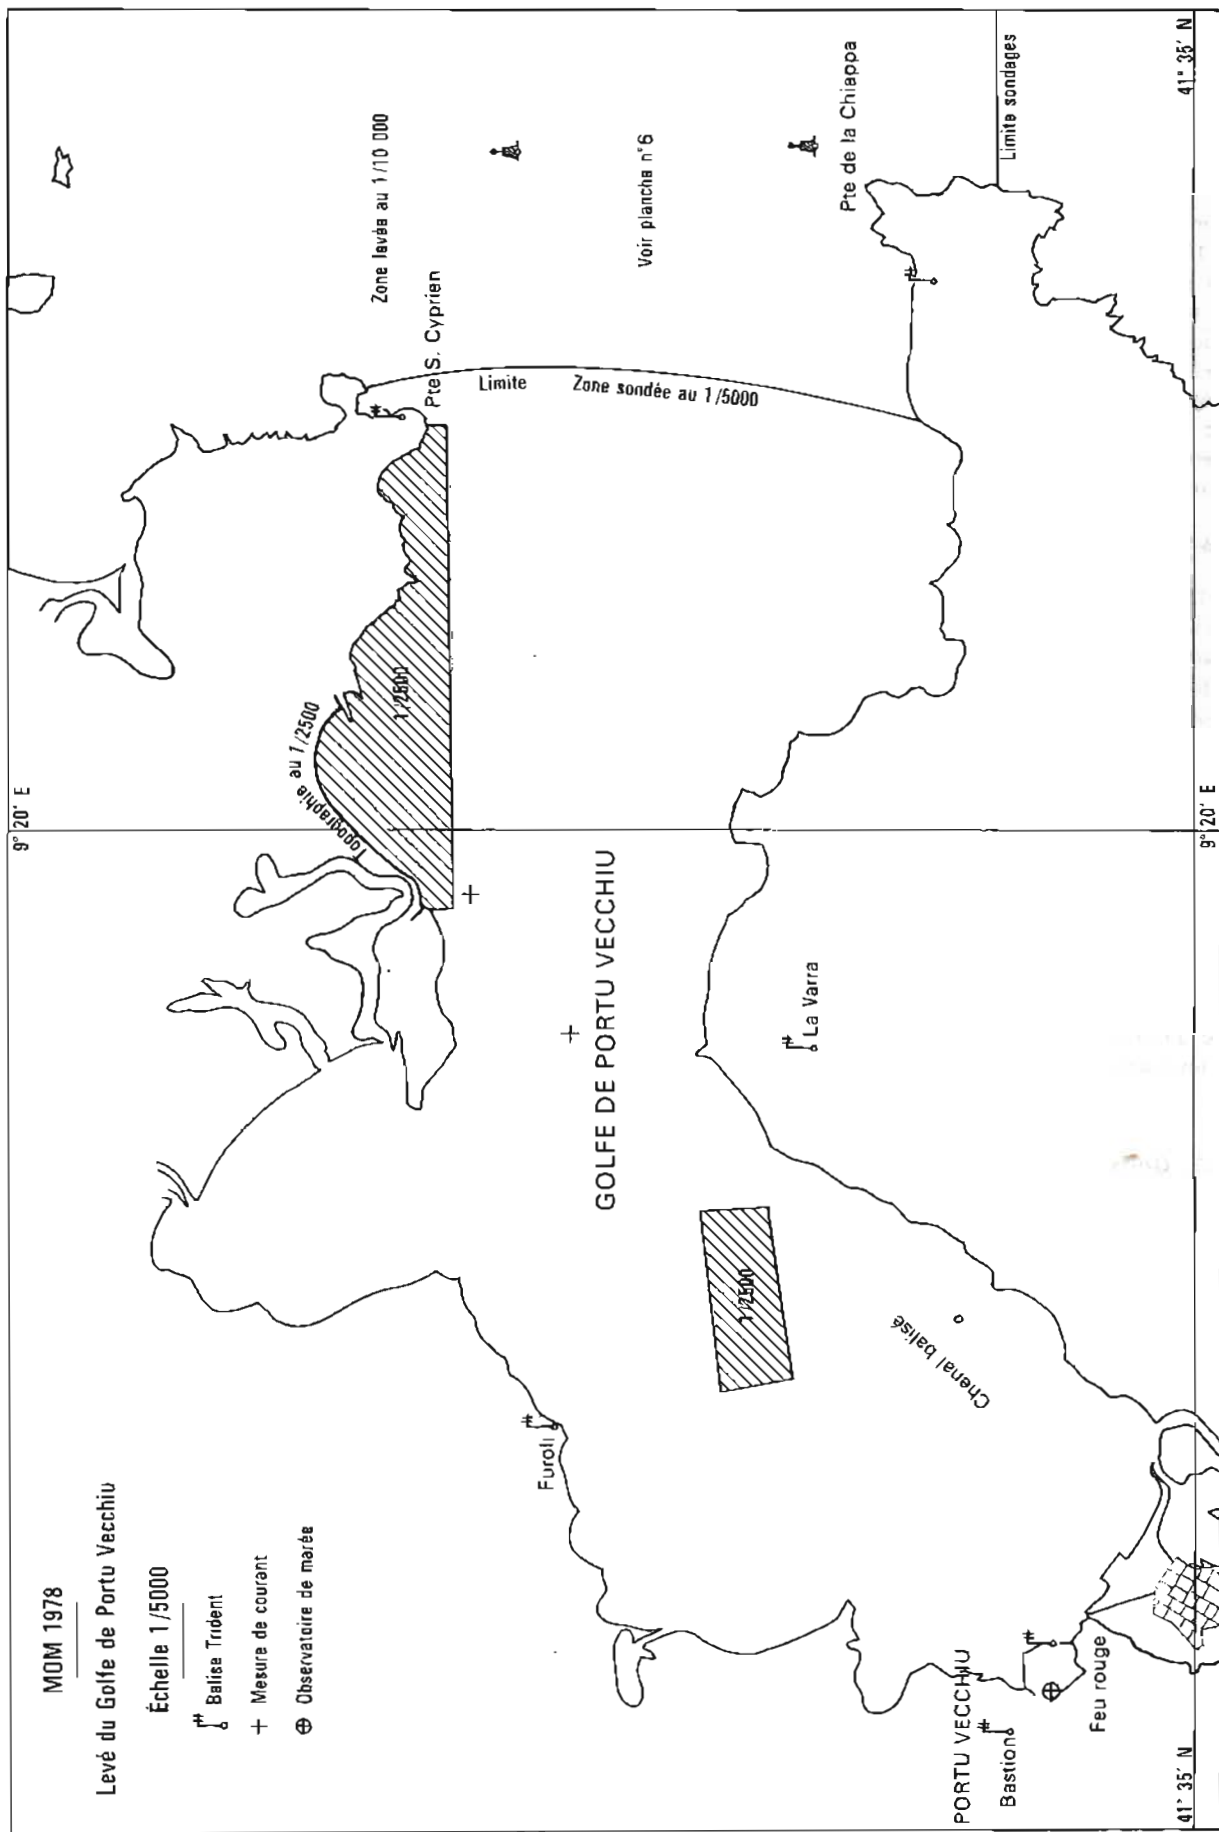 MOM 1978
Levé du Golfe de Portu Vecchiu
Échelle 1/5000
Balise Trident
Mesure de courant
Observatoire de marée
9° 20' E
Topographie au 1/2500
1/2500
Zone levée au 1/10 000
Pte S. Cyprien
Limite Zone sondée au 1/5000
Voir planche n°6
Pte de la Chiappa
Limite sondages
41° 35' N
GOLFE DE PORTU VECCHIU
Furoli
La Varra
1/2500
Chenal balisé
PORTU VECCHIU
Bastion
Feu rouge
41° 35' N
9° 20' E